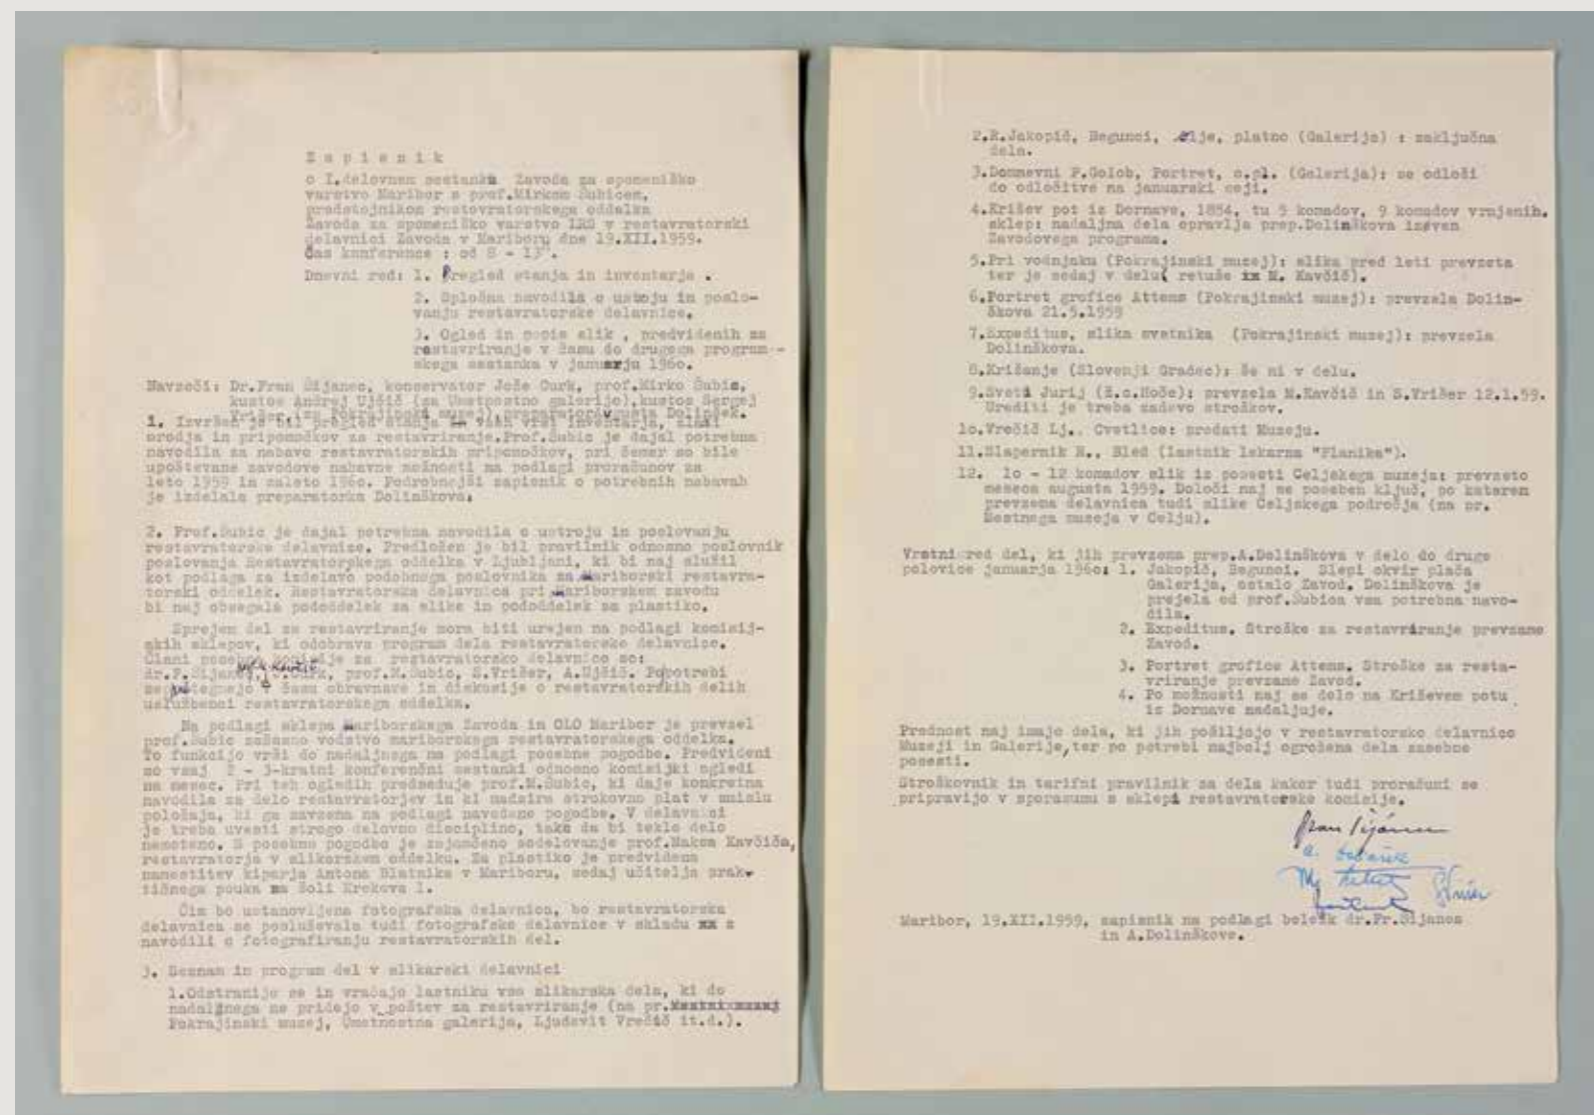 Z a p i s n i k
o I.delovnem sestanku Zavoda za spomeniško
varstvo Maribor s prof.Mirkom Šubicem,
predstojnikom restavratorskega oddelka
Zavoda za spomeniško varstvo LRS v restavratorski
delavnici Zavoda v Mariboru dne 19.XII.1959.
Čas konference : od 8 - 13h.
Dnevni red: 1. Pregled stanja in inventarja .
2. Splošna navodila o ustroju in poslo-
vanju restavratorske delavnice.
3. Ogled in popis slik , predvidenih za
restavriranje v času do drugega program-
skega sestanka v januarju 1960.
Navzoči: Dr.Fran Šijanec, konservator Jože Curk, prof.Mirko Šubic,
kustos Andrej Ujčič (za Umetnostno galerijo),kustos Sergej
Vrišer (za Pokrajinski muzej),preparatorAvgusta Dolinšek.
1. Izvršen je bil pregled stanja vseh vrst inventarja, zlasti
orodja in pripomočkov za restavriranje.Prof.Šubic je dajal potrebna
navodila za nabavo restavratorskih pripomočkov, pri čemer so bile
upoštevane zavodove nabavne možnosti na podlagi proračunov za
leto 1959 in zaleto 1960. Podrobnejši zapisnik o potrebnih nabavah
je izdelala preparatorka Dolinškova.
2. Prof.Šubic je dajal potrebna navodila o ustroju in poslovanju
restavratorske delavnice. Predložen je bil pravilnik odnosno poslovnik
poslovanja Restavratorskega oddelka v Ljubljani, ki bi naj služil
kot podlaga za izdelavo podobnega poslovnika za mariborski restavra-
torski oddelek. Restavratorska delavnica pri mariborskem zavodu
bi naj obsegala pododdelek za slike in pododdelek za plastiko.
Sprejem del za restavriranje mora biti urejen na podlagi komisij-
skih sklepov, ki odobravs program dela restavratorske delavnice.
Člani posebne komisije za restavratorsko delavnico so:
dr.F.Šijanec, J.Curk, prof.M.Šubic, S.Vrišer, A.Ujčič. Popotrebi
se pritegnejo v času obravnave in diskusije o restavratorskih delih
uslužbenci restavratorskega oddelka.
Na podlagi sklepa mariborskega Zavoda in OLO Maribor je prevzel
prof.Šubic začasno vodstvo mariborskega restavratorskega oddelka.
To funkcijo vrši do nadaljnega na podlagi posebne pogodbe. Predvideni
so vsaj 2 - 3-kratni konferenčni sestanki odnosno komisijki ogledi
na mesec. Pri teh ogledih predseduje prof.M.Šubic, ki daje konkretna
navodila za delo restavratorjev in ki nadzira strokovno plat v smislu
položaja, ki ga zavzema na podlagi navedene pogodbe. V delavnici
je treba uvesti strogo delovno disciplino, tako da bi teklo delo
nemoteno. S posebno pogodbo je zajamčeno sodelovanje prof.Maksa Kavčiča,
restavratorja v slikarskem oddelku. Za plastiko je predvidena
namestitev kiparja Antona Blatnika v Mariboru, sedaj učitelja prak-
tičnega pouka na šoli Krekova 1.
Čim bo ustanovljena fotografska delavnica, bo restavratorska
delavnica se posluževala tudi fotografske delavnice v skladu xx z
navodili o fotografiranju restavratorskih del.
3. Seznam in program del v slikarski delavnici
1.Odstranijo se in vračajo lastniku vsa slikarska dela, ki do
nadaljnega ne pridejo v poštev za restavriranje (na pr.
Pokrajinski muzej, Umetnostna galerija, Ljudevit Vrečič it.d.).
2.R.Jakopič, Begunci, olje, platno (Galerija) : zaključna
dela.
3.Domnevni F.Golob, Portret, o.pl. (Galerija): se odloži
do odločitve na januarski seji.
4.Križev pot iz Dornave, 1854, tu 5 komadov, 9 komadov vrnjenih.
sklep: nadaljna dela opravlja prep.Dolinškova izven
Zavodovega programa.
5.Pri vodnjaku (Pokrajinski muzej): slika pred leti prevzeta
ter je sedaj v delu( retuše M. Kavčič).
6.Portret grofice Attems (Pokrajinski muzej): prevzela Dolin-
škova 21.5.1959
7.Expeditus, slika svetnika (Pokrajinski muzej): prevzela
Dolinškova.
8.Križanje (Slovenji Gradec): še ni v delu.
9.Sveti Jurij (ž.c.Hoče): prevzela M.Kavčič in S.Vrišer 12.1.59.
Urediti je treba zadevo stroškov.
10.Vrečič Lj., Cvetlice: predati Muzeju.
11.Slapernik R., Bled (lastnik lekarna "Planika").
12. 10 - 12 komadov slik iz posesti Celjskega muzeja: prevzeto
meseca augusta 1959. Določi naj se poseben ključ, po katerem
prevzema delavnica tudi slike Celjskega področja (na pr.
Mestnega muzeja v Celju).
Vrstni red del, ki jih prevzema prep.A.Dolinškova v delo do druge
polovice januarja 1960: 1. Jakopič, Begunci. Slepi okvir plača
Galerija, ostalo Zavod. Dolinškova je
prejela od prof.Šubica vsa potrebna navo-
dila.
2. Expeditus. Stroške za restavriranje prevzame
Zavod.
3. Portret grofice Attems. Stroške za resta-
vriranje prevzame Zavod.
4. Po možnosti naj se delo na Križevem potu
iz Dornave nadaljuje.
Prednost naj imajo dela, ki jih pošiljajo v restavratorsko delavnico
Muzeji in Galerije,ter po potrebi najbolj ogrožena dela zasebne
posesti.
Stroškovnik in tarifni pravilnik za dela kakor tudi proračuni se
pripravijo v sporazumu s sklepi restavratorske komisije.
Fran Šijanec
Maribor, 19.XII.1959, zapisnik na podlagi beležk dr.Fr.Šijanca
in A.Dolinškove.